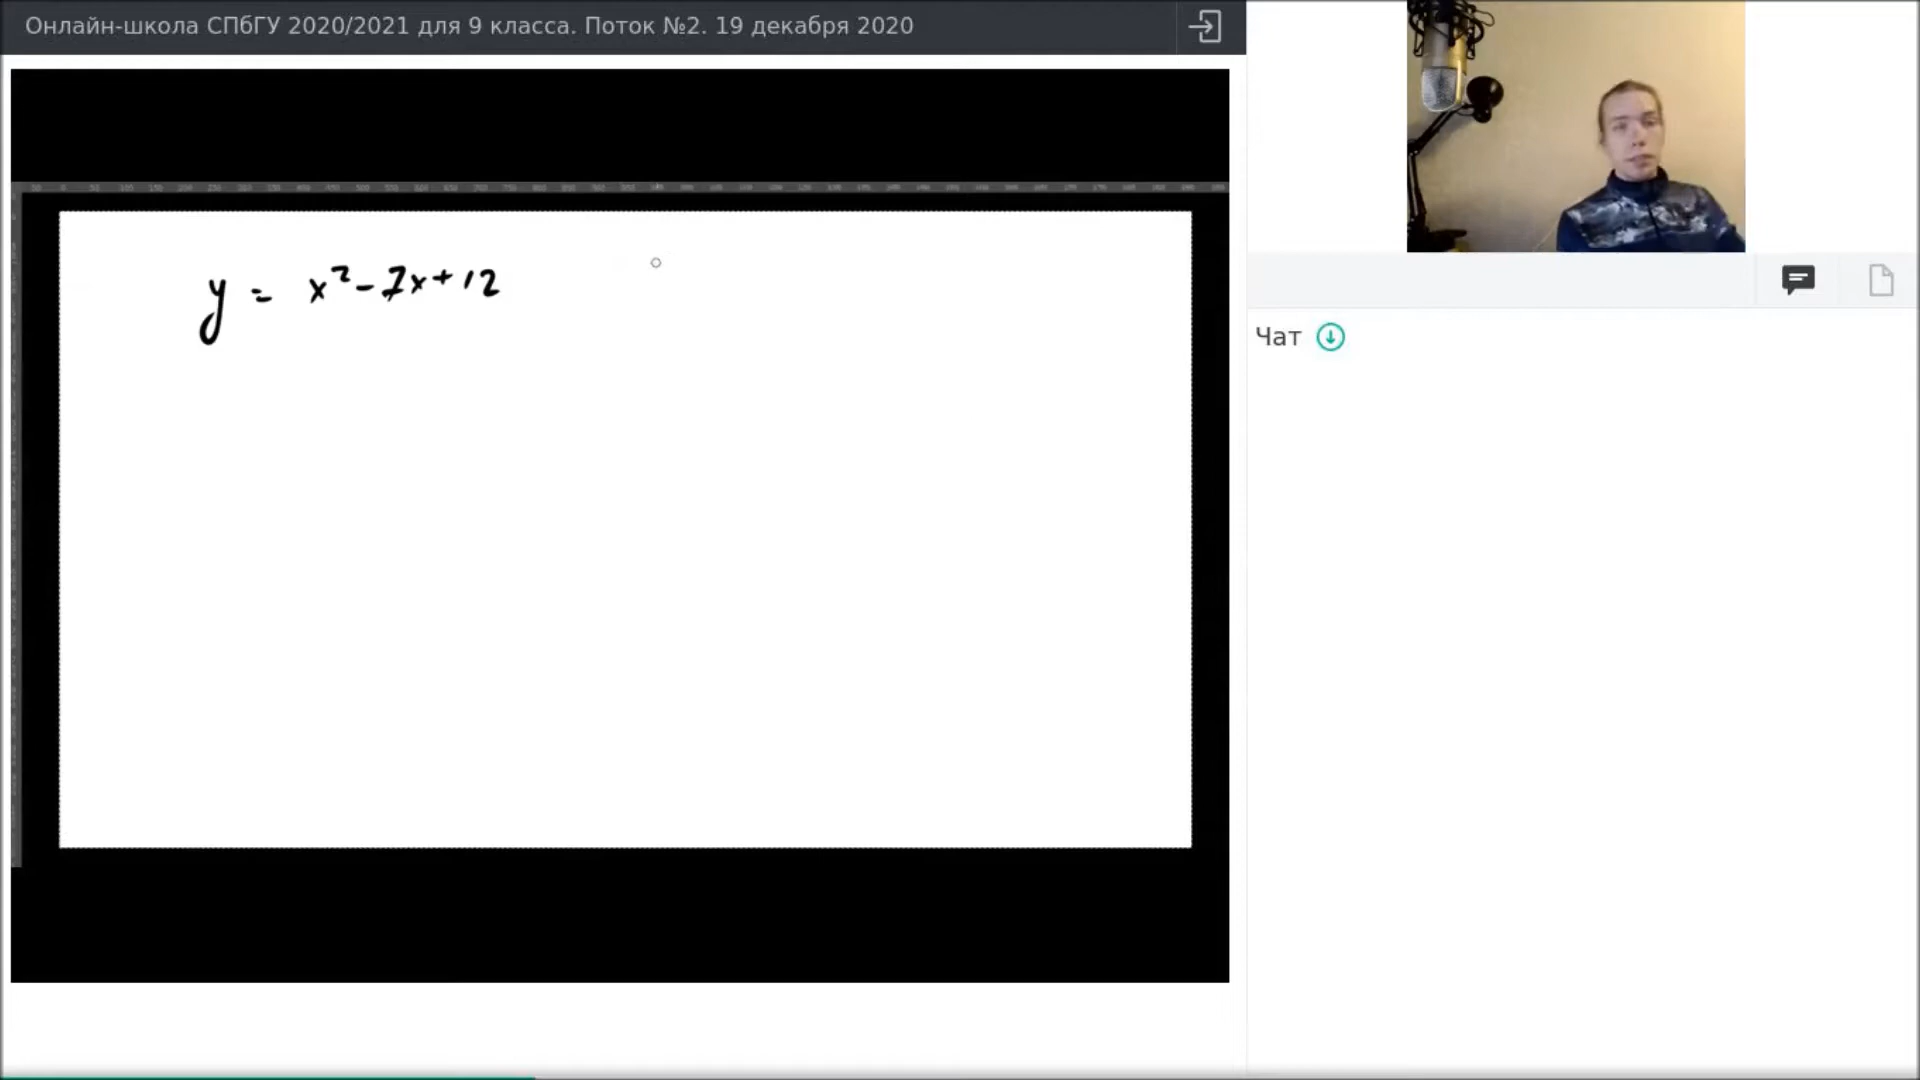 Онлайн-школа СПбГУ 2020/2021 для 9 класса. Поток №2. 19 декабря 2020
y = x²-7x+12
Чат